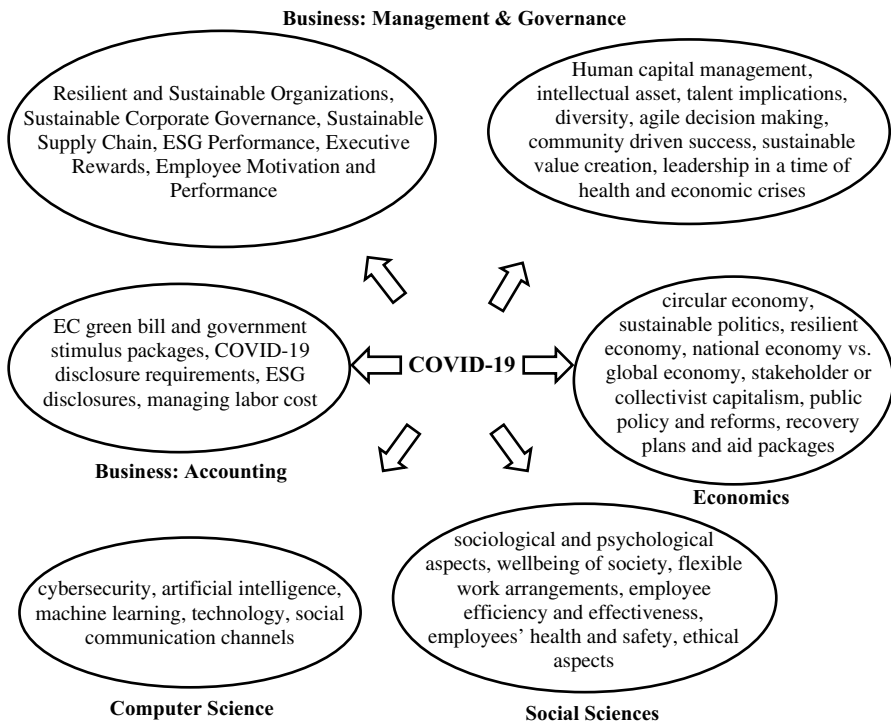 Business: Management & Governance
Resilient and Sustainable Organizations,
Sustainable Corporate Governance, Sustainable
Supply Chain, ESG Performance, Executive
Rewards, Employee Motivation and
Performance
Human capital management,
intellectual asset, talent implications,
diversity, agile decision making,
community driven success, sustainable
value creation, leadership in a time of
health and economic crises
EC green bill and government
stimulus packages, COVID-19
disclosure requirements, ESG
disclosures, managing labor cost
Business: Accounting
COVID-19
circular economy,
sustainable politics, resilient
economy, national economy vs.
global economy, stakeholder or
collectivist capitalism, public
policy and reforms, recovery
plans and aid packages
Economics
cybersecurity, artificial intelligence,
machine learning, technology, social
communication channels
Computer Science
sociological and psychological
aspects, wellbeing of society, flexible
work arrangements, employee
efficiency and effectiveness,
employees’ health and safety, ethical
aspects
Social Sciences